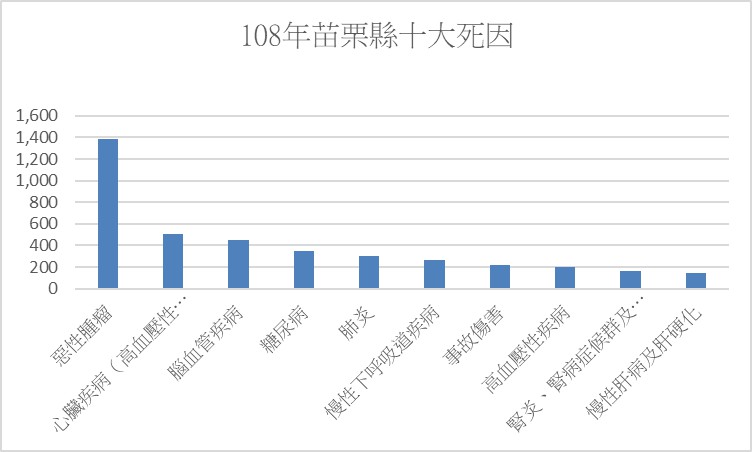 108年苗栗縣十大死因
1,600
1,400
1,200
1,000
800
600
400
200
0
惡性腫瘤
心臟疾病（高血壓性…
腦血管疾病
糖尿病
肺炎
慢性下呼吸道疾病
事故傷害
高血壓性疾病
腎炎、腎病症候群及…
慢性肝病及肝硬化